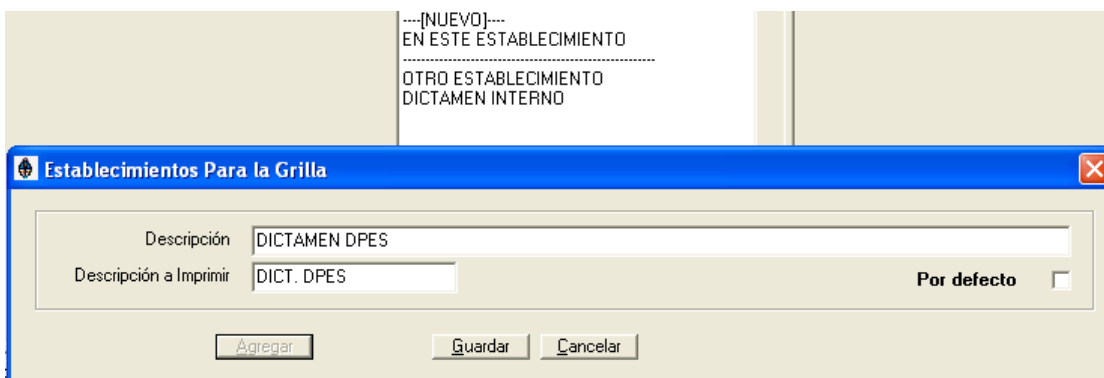 ----[NUEVO]----
EN ESTE ESTABLECIMIENTO
--------------------------------------------------------
OTRO ESTABLECIMIENTO
DICTAMEN INTERNO
Establecimientos Para la Grilla
Descripción DICTAMEN DPES
Descripción a Imprimir DICT. DPES Por defecto
Agregar Guardar Cancelar